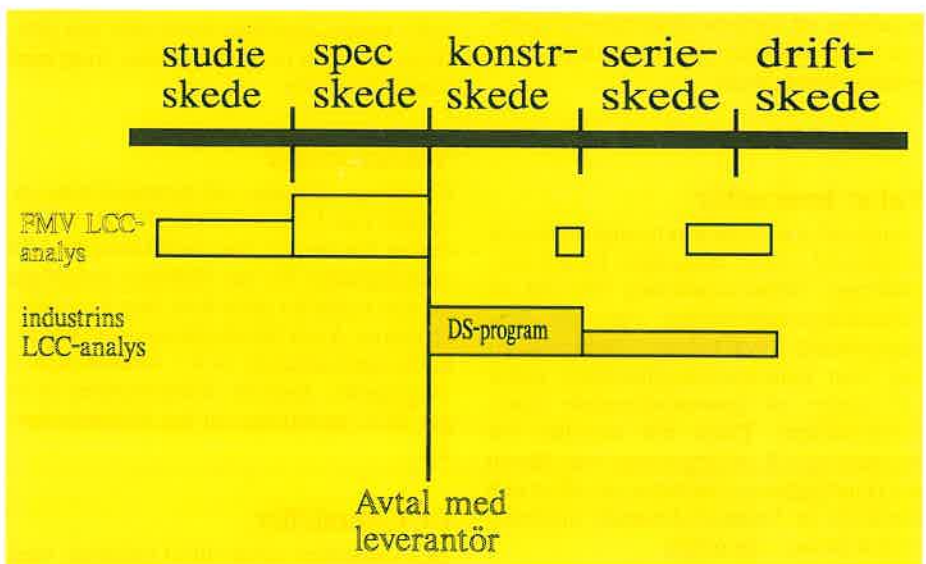 studie
skede
spec
skede
konstr-
skede
serie-
skede
drift-
skede
FMV LCC-
analys
industrins
LCC-analys
DS-program
Avtal med
leverantör